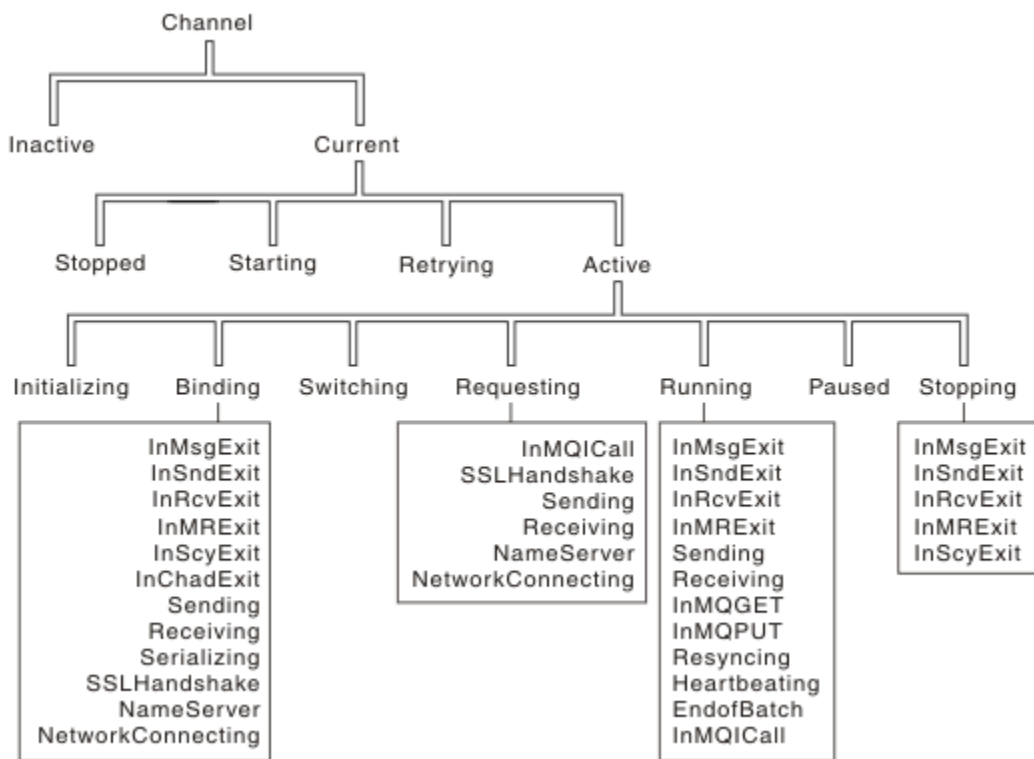 Channel
Inactive Current
Stopped Starting Retrying Active
Initializing Binding Switching Requesting Running Paused Stopping
InMsgExit
InSndExit
InRcvExit
InMRExit
InScyExit
InChadExit
Sending
Receiving
Serializing
SSLHandshake
NameServer
NetworkConnecting
InMQICall
SSLHandshake
Sending
Receiving
NameServer
NetworkConnecting
InMsgExit
InSndExit
InRcvExit
InMRExit
Sending
Receiving
InMQGET
InMQPUT
Resyncing
Heartbeating
EndofBatch
InMQICall
InMsgExit
InSndExit
InRcvExit
InMRExit
InScyExit